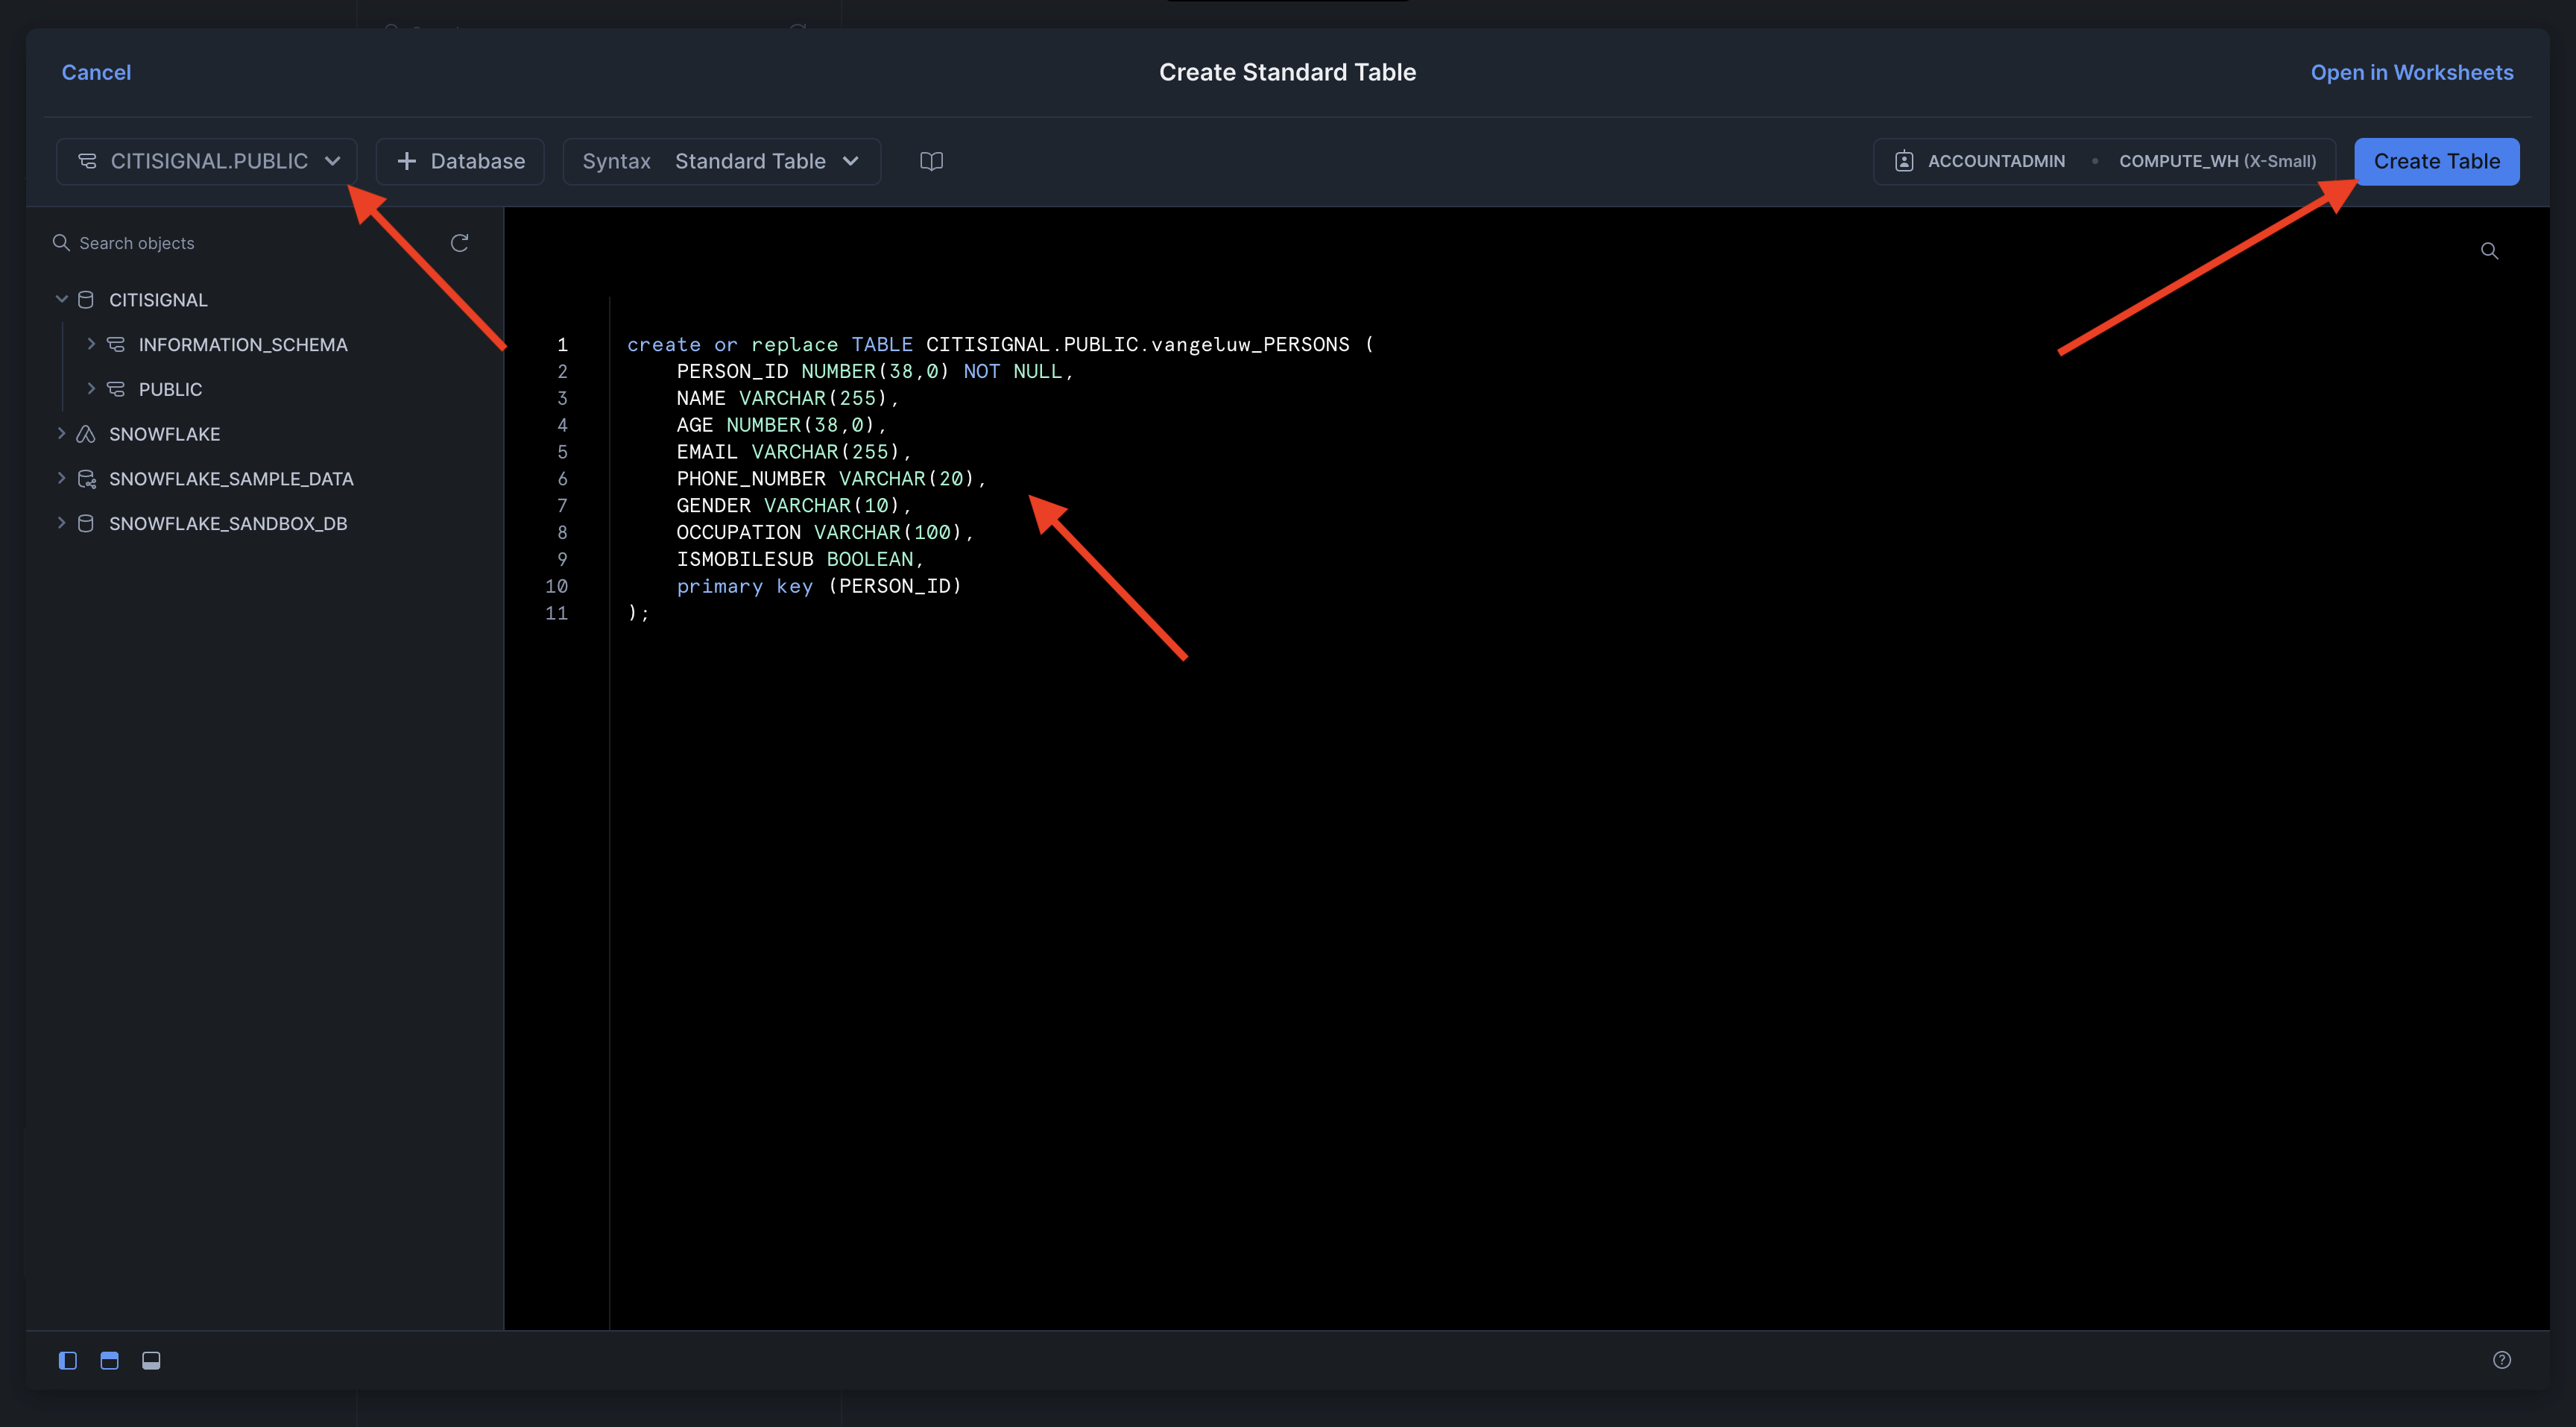 Cancel
Create Standard Table
Open in Worksheets
CITISIGNAL.PUBLIC
Database
Syntax Standard Table
ACCOUNTADMIN • COMPUTE_WH (X-Small)
Create Table
Search objects
CITISIGNAL
INFORMATION_SCHEMA
PUBLIC
SNOWFLAKE
SNOWFLAKE_SAMPLE_DATA
SNOWFLAKE_SANDBOX_DB
1 create or replace TABLE CITISIGNAL.PUBLIC.vangeluw_PERSONS (
2 PERSON_ID NUMBER(38,0) NOT NULL,
3 NAME VARCHAR(255),
4 AGE NUMBER(38,0),
5 EMAIL VARCHAR(255),
6 PHONE_NUMBER VARCHAR(20),
7 GENDER VARCHAR(10),
8 OCCUPATION VARCHAR(100),
9 ISMOBILESUB BOOLEAN,
10 primary key (PERSON_ID)
11 );